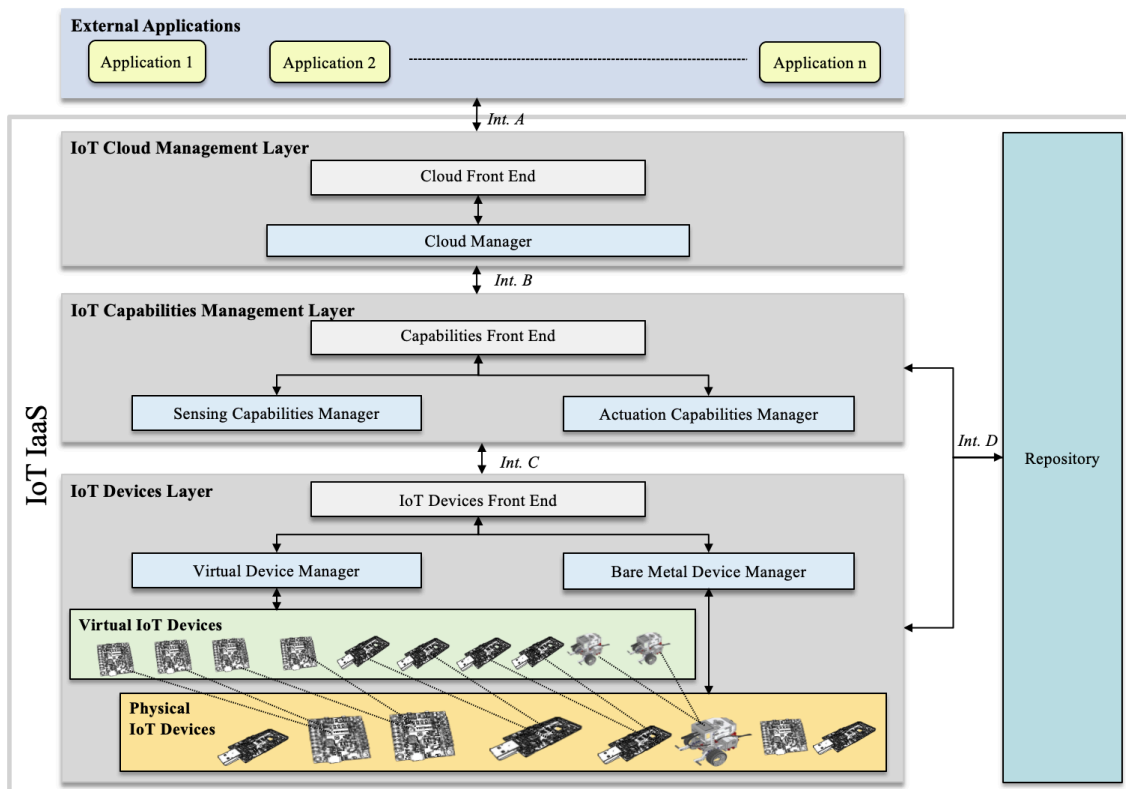 External Applications
Application 1
Application 2
Application n
Int. A
IoT Cloud Management Layer
Cloud Front End
Cloud Manager
Int. B
IoT Capabilities Management Layer
Capabilities Front End
Sensing Capabilities Manager
Actuation Capabilities Manager
Int. C
IoT Devices Layer
IoT Devices Front End
Virtual Device Manager
Bare Metal Device Manager
Virtual IoT Devices
Physical
IoT Devices
IoT IaaS
Int. D
Repository